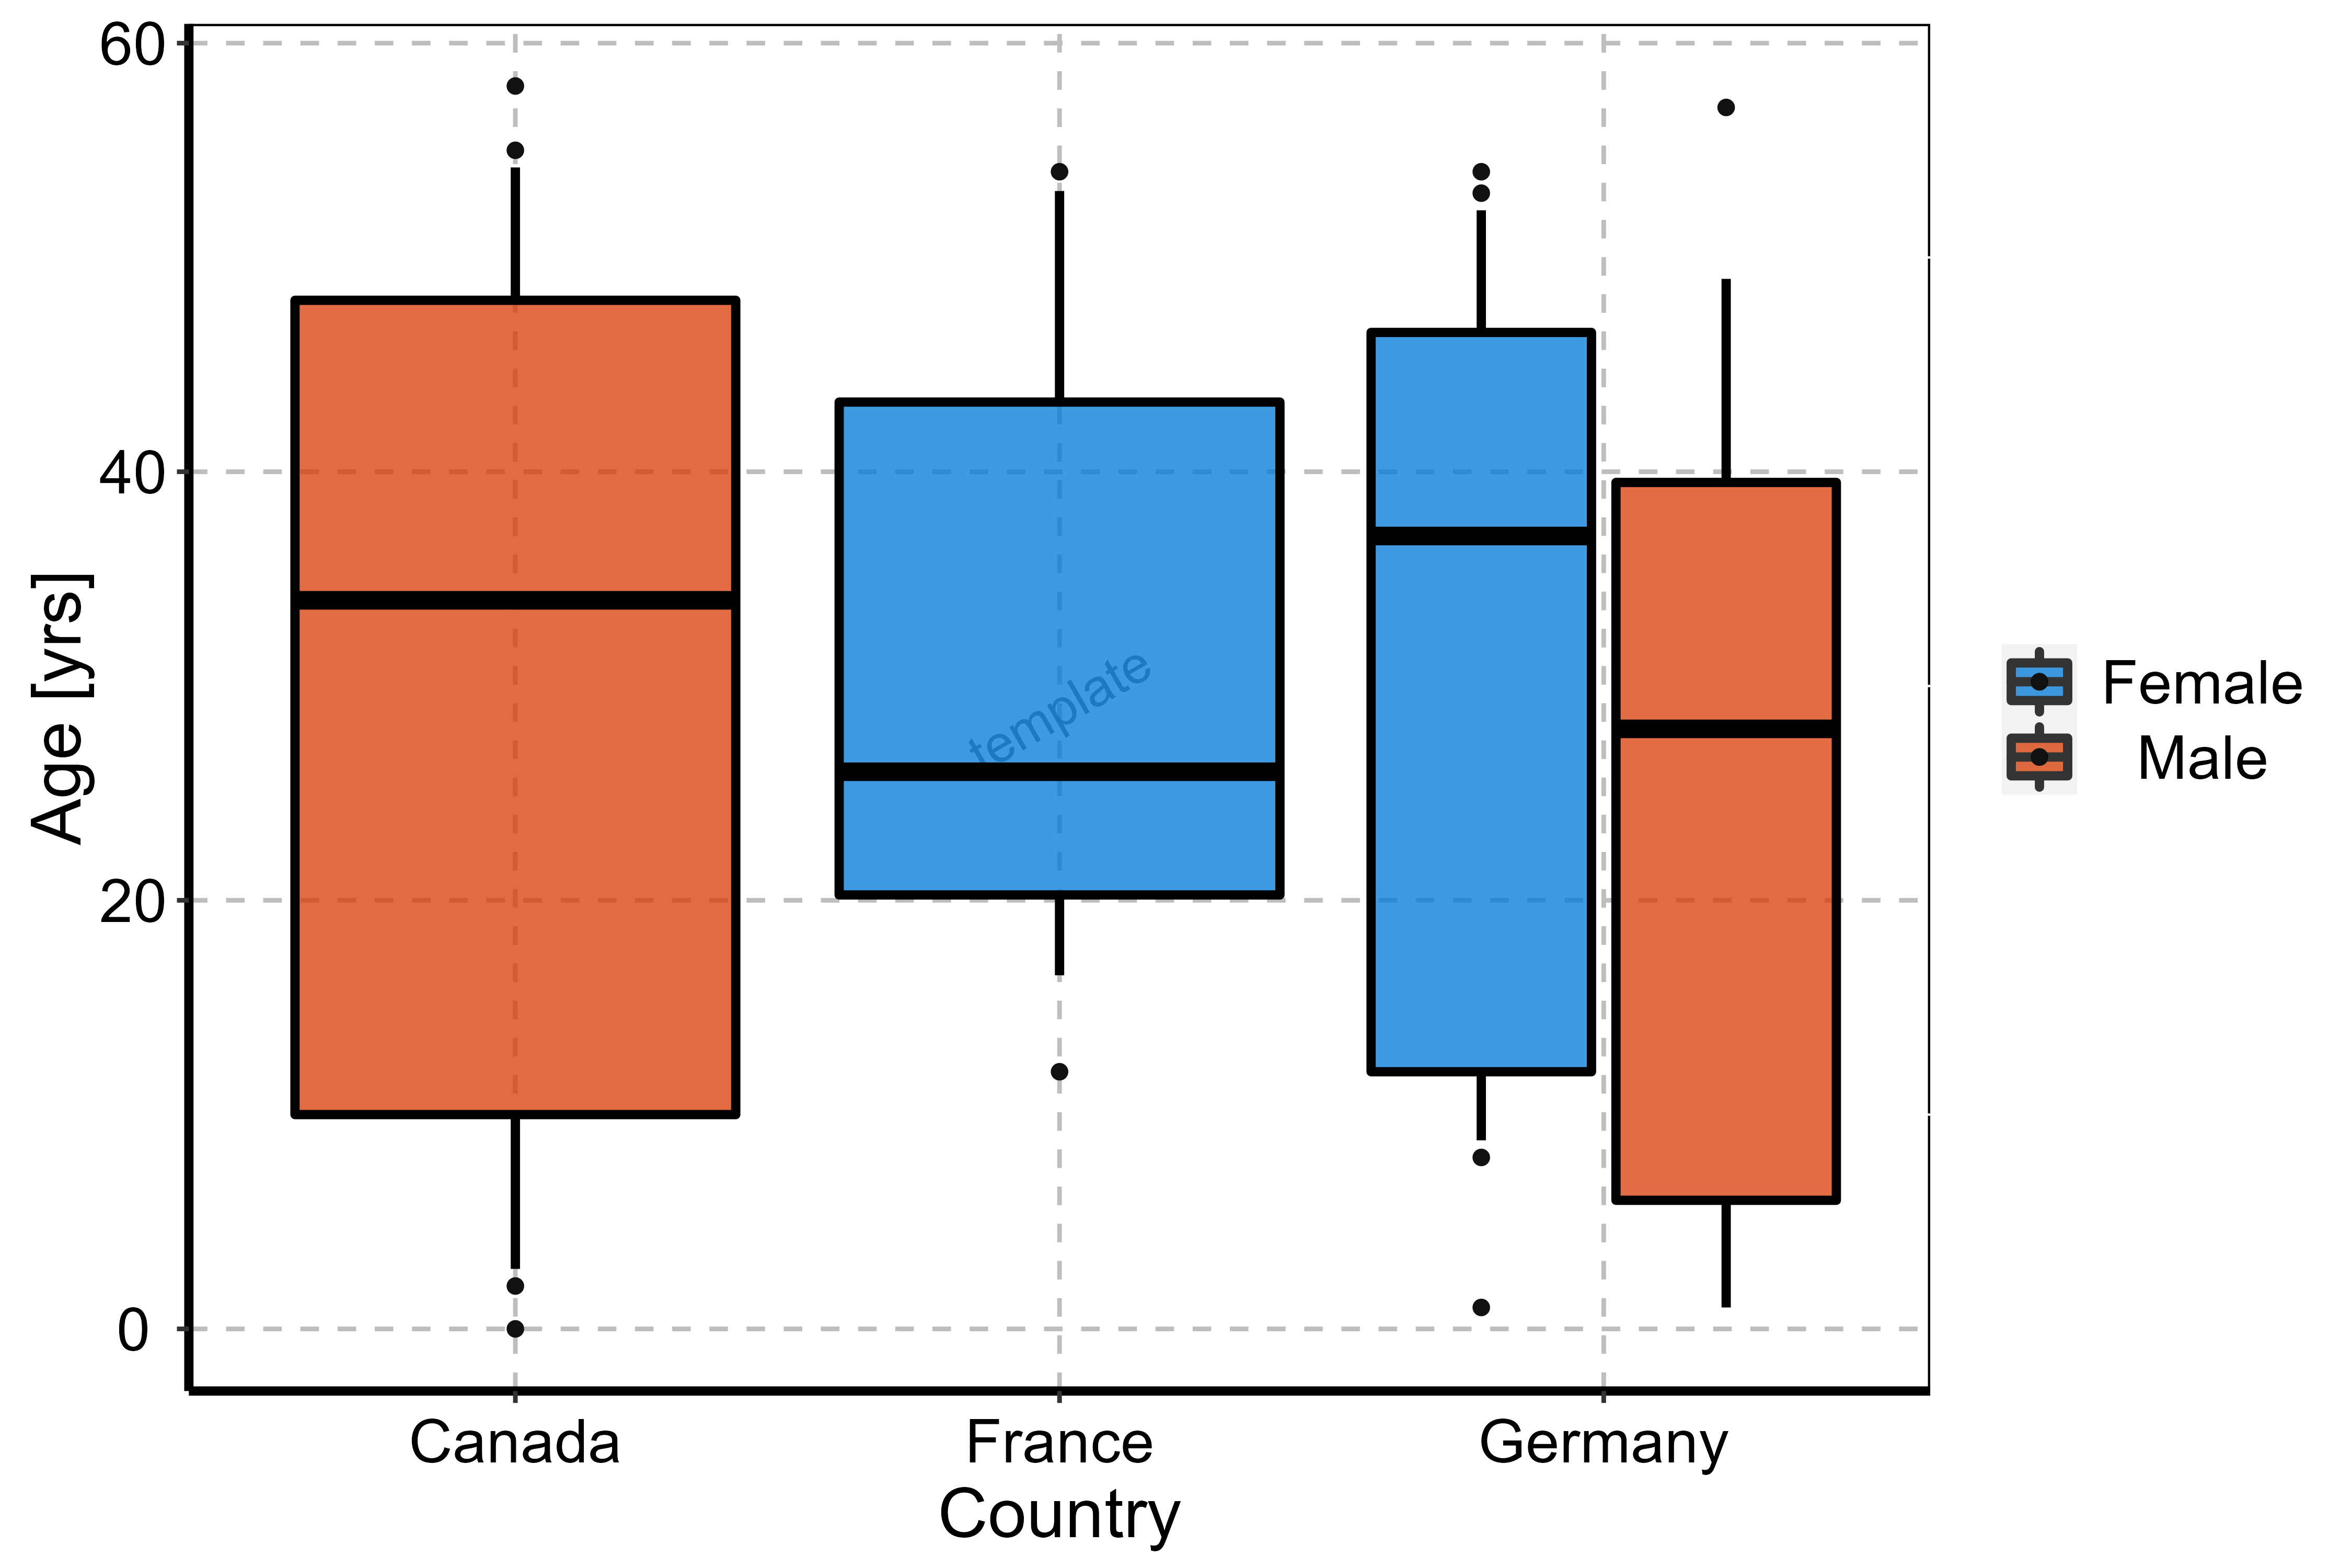 60
40
20
0
Age [yrs]
template
Canada France Germany
Country
Female
Male